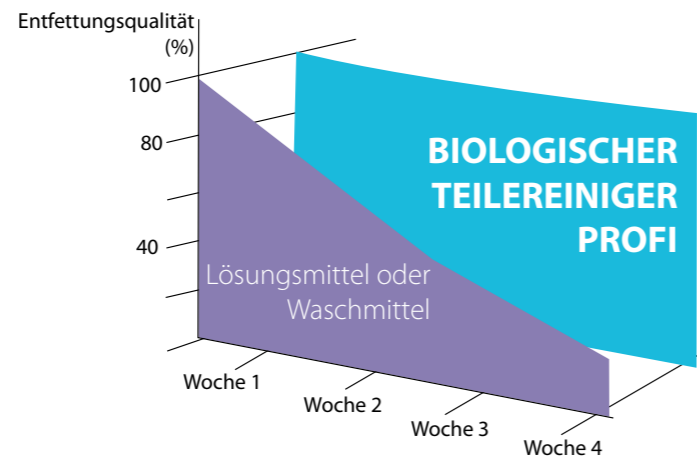 Entfettungsqualität
(%)
100
80
40
BIOLOGISCHER
TEILEREINIGER
PROFI
Lösungsmittel oder
Waschmittel
Woche 1
Woche 2
Woche 3
Woche 4